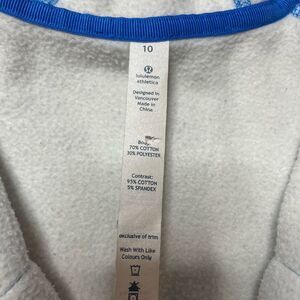 10
lululemon
athletica
Designed in
Vancouver
Made in
China
Body:
70% COTTON
30% POLYESTER
Contrast:
95% COTTON
5% SPANDEX
exclusive of trim
Wash With Like
Colours Only